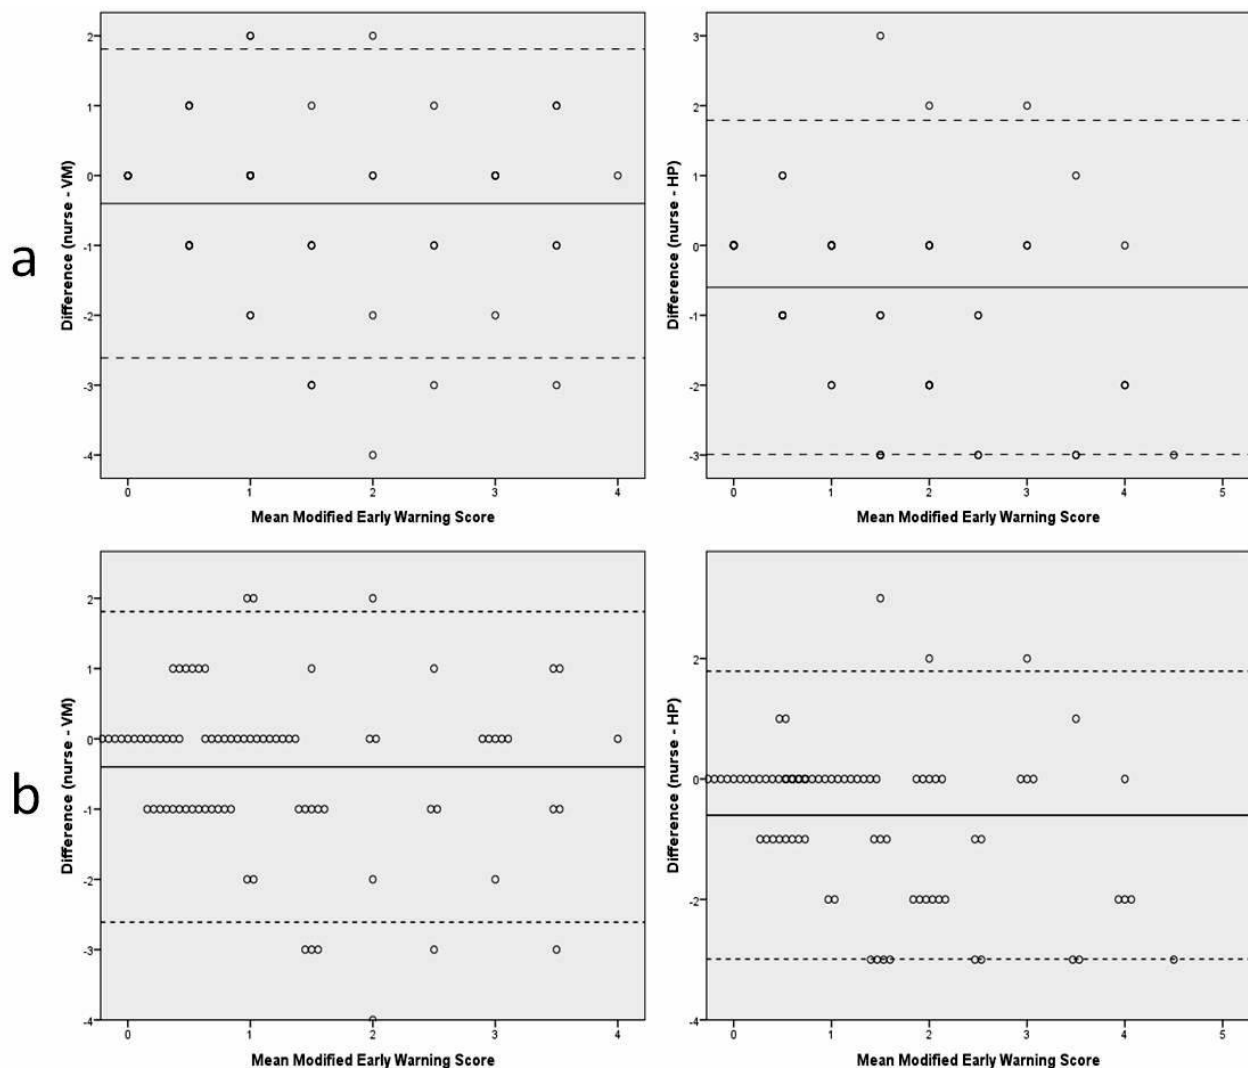 a
Difference (nurse - VM)
2
1
0
-1
-2
-3
-4
0 1 2 3 4
Mean Modified Early Warning Score
Difference (nurse - HP)
3
2
1
0
-1
-2
-3
0 1 2 3 4 5
Mean Modified Early Warning Score
b
Difference (nurse - VM)
2
1
0
-1
-2
-3
-4
0 1 2 3 4
Mean Modified Early Warning Score
Difference (nurse - HP)
2
0
-2
-4
0 1 2 3 4 5
Mean Modified Early Warning Score